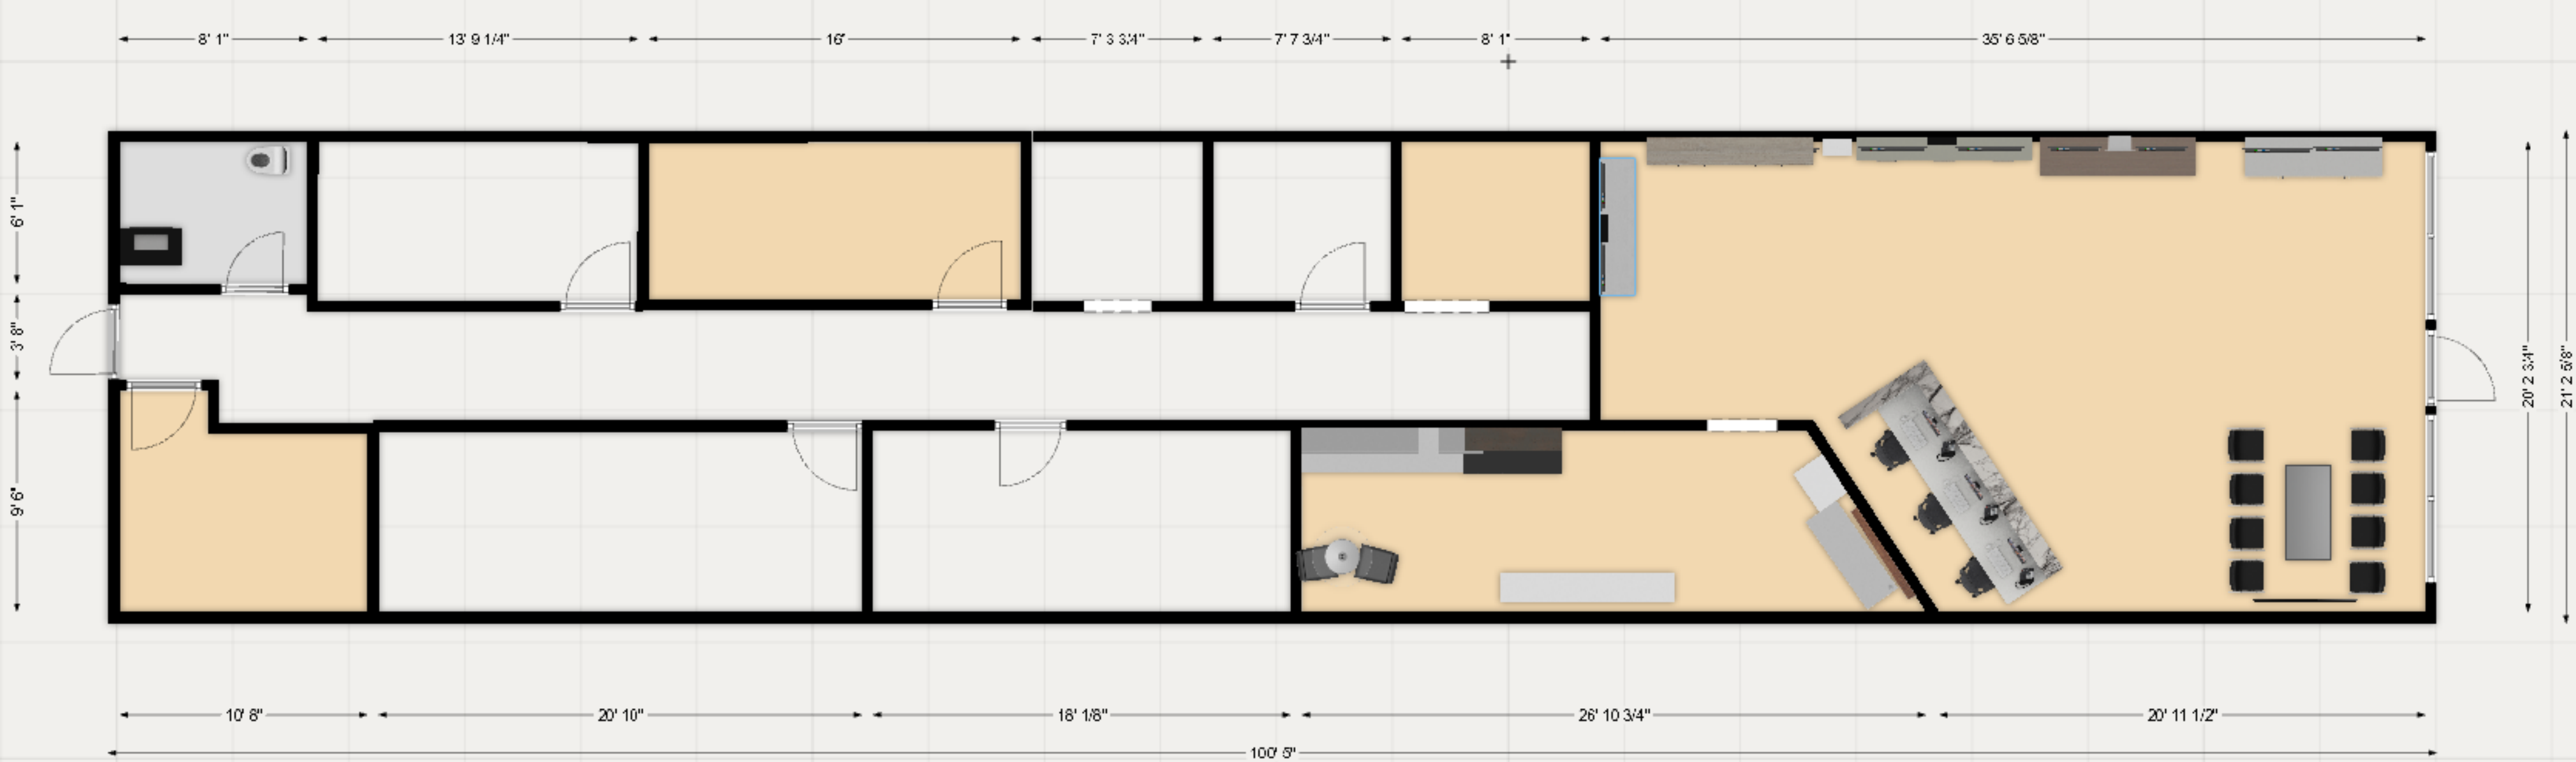 8' 1"
13' 9 1/4"
16'
7' 3 3/4"
7' 7 3/4"
8' 1"
35' 6 5/8"
6' 1"
3' 8"
9' 6"
20' 2 3/4"
21' 2 5/8"
10' 8"
20' 10"
18' 1/8"
26' 10 3/4"
20' 11 1/2"
100' 5"